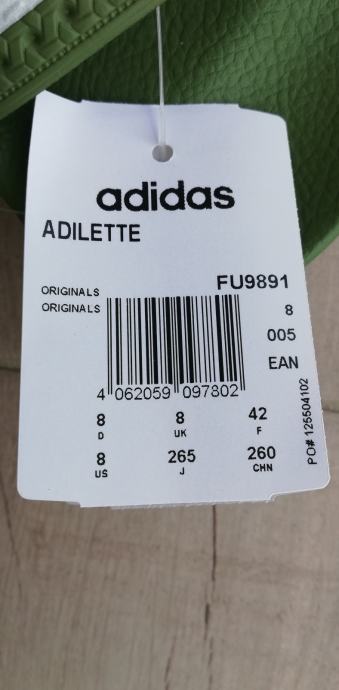 adidas
ADILETTE
FU9891
ORIGINALS
ORIGINALS
8
005
EAN
4 062059 097802
8 8 42
D UK F
8 265 260
US J CHN
PO# 125504102